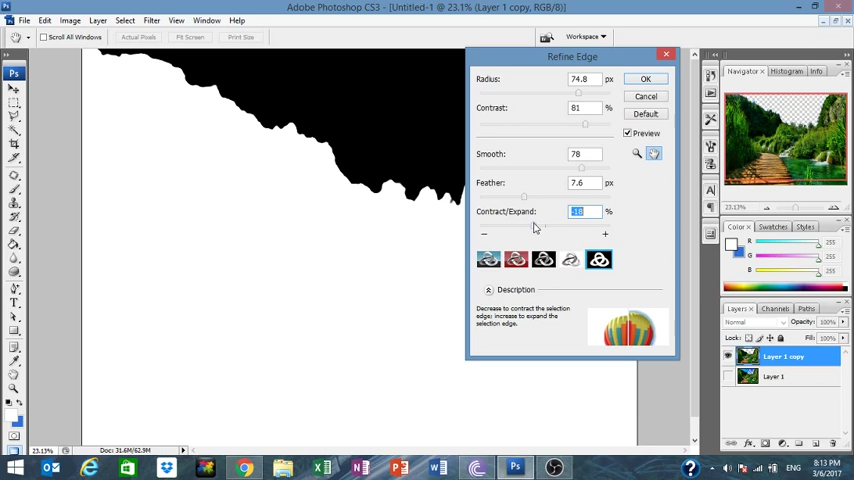 Adobe Photoshop CS3 - [Untitled-1 @ 23.1% (Layer 1 copy, RGB/8)]
File Edit Image Layer Select Filter View Window Help
Scroll All Windows Actual Pixels Fit Screen Print Size Workspace
Refine Edge
Radius: 74.8 px OK
Cancel
Contrast: 81 % Default
Preview
Smooth: 78
Feather: 7.6 px
Contract/Expand: -18 %
Description
Decrease to contract the selection
edge; increase to expand the
selection edge.
Navigator Histogram Info
23.13%
Color Swatches Styles
R 255
G 255
B 255
Layers Channels Paths
Normal Opacity: 100%
Lock: Fill: 100%
Layer 1 copy
Layer 1
23.13% Doc: 31.6M/62.9M
ENG 8:13 PM
3/6/2017